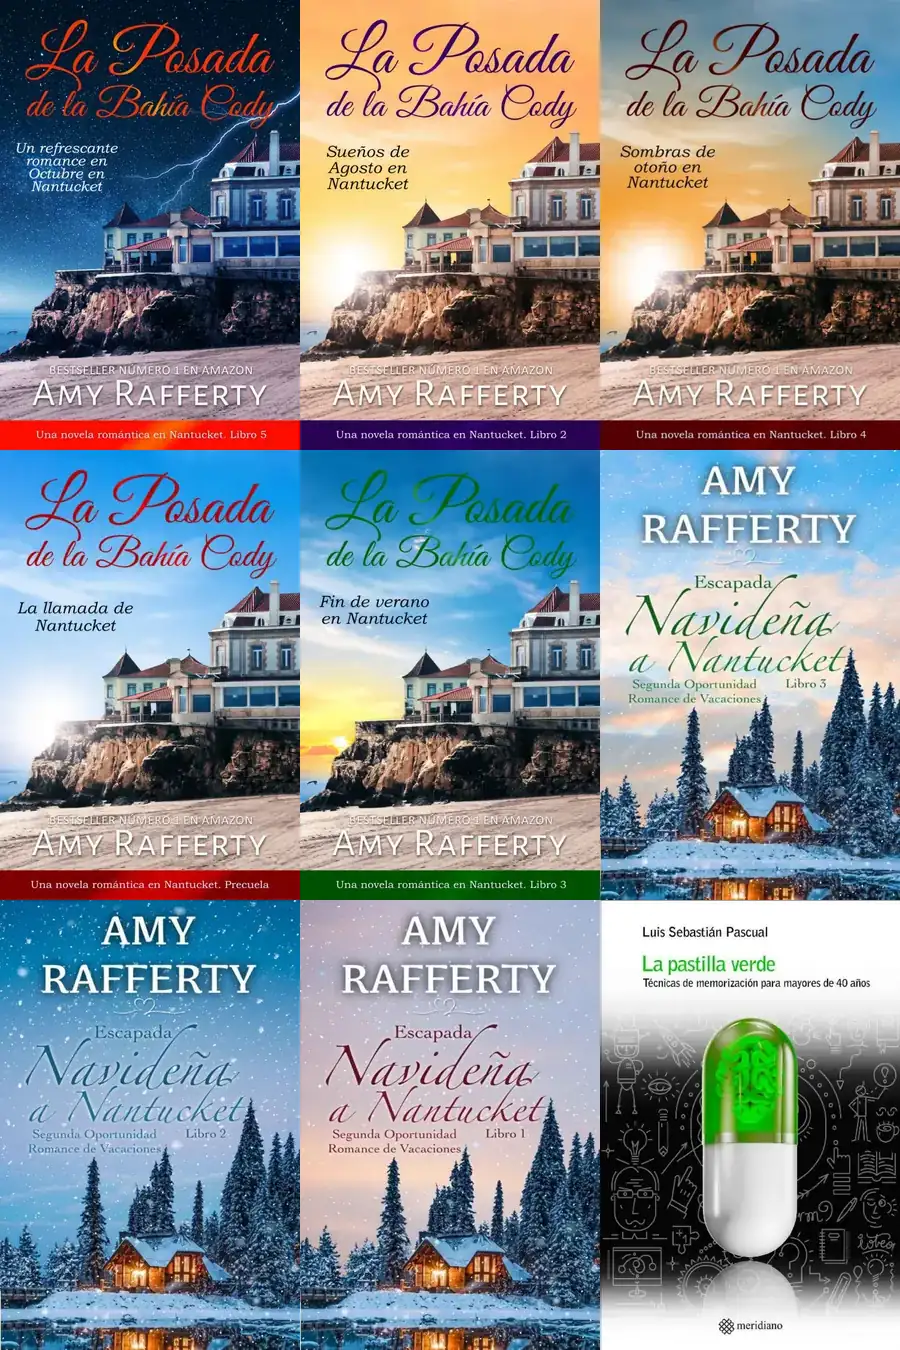 La Posada
de la Bahía Cody
Un refrescante
romance en
Octubre en
Nantucket
BESTSELLER NÚMERO 1 EN AMAZON
AMY RAFFERTY
Una novela romántica en Nantucket. Libro 5
La Posada
de la Bahía Cody
Sueños de
Agosto en
Nantucket
BESTSELLER NÚMERO 1 EN AMAZON
AMY RAFFERTY
Una novela romántica en Nantucket. Libro 2
La Posada
de la Bahía Cody
Sombras de
otoño en
Nantucket
BESTSELLER NÚMERO 1 EN AMAZON
AMY RAFFERTY
Una novela romántica en Nantucket. Libro 4
La Posada
de la Bahía Cody
La llamada de
Nantucket
BESTSELLER NÚMERO 1 EN AMAZON
AMY RAFFERTY
Una novela romántica en Nantucket. Precuela
La Posada
de la Bahía Cody
Fin de verano
en Nantucket
BESTSELLER NÚMERO 1 EN AMAZON
AMY RAFFERTY
Una novela romántica en Nantucket. Libro 3
AMY
RAFFERTY
Escapada
Navideña
a Nantucket
Segunda Oportunidad Libro 3
Romance de Vacaciones
AMY
RAFFERTY
Escapada
Navideña
a Nantucket
Segunda Oportunidad Libro 2
Romance de Vacaciones
AMY
RAFFERTY
Escapada
Navideña
a Nantucket
Segunda Oportunidad Libro 1
Romance de Vacaciones
Luis Sebastián Pascual
La pastilla verde
Técnicas de memorización para mayores de 40 años
meridiano